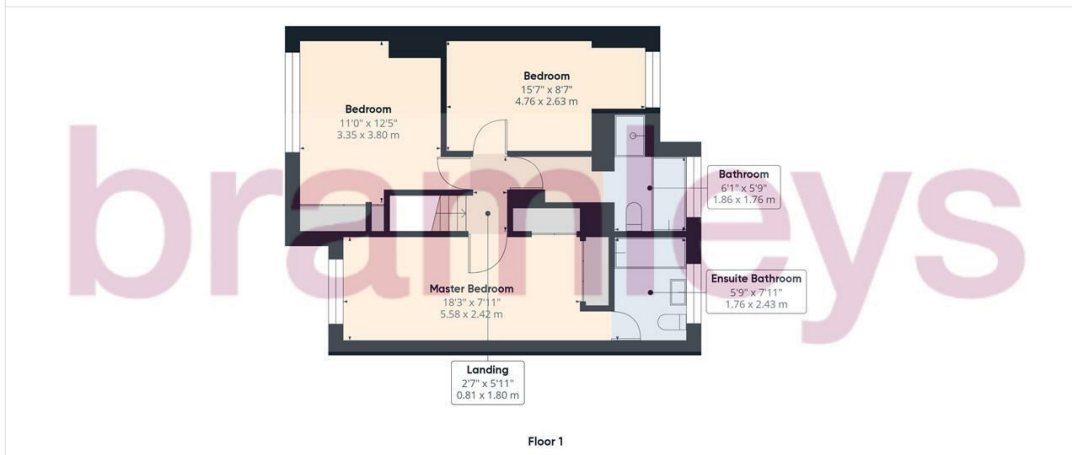 Bedroom
15'7" x 8'7"
4.76 x 2.63 m
Bedroom
11'0" x 12'5"
3.35 x 3.80 m
bramleys
Bathroom
6'1" x 5'9"
1.86 x 1.76 m
Ensuite Bathroom
5'9" x 7'11"
1.76 x 2.43 m
Master Bedroom
18'3" x 7'11"
5.58 x 2.42 m
Landing
2'7" x 5'11"
0.81 x 1.80 m
Floor 1